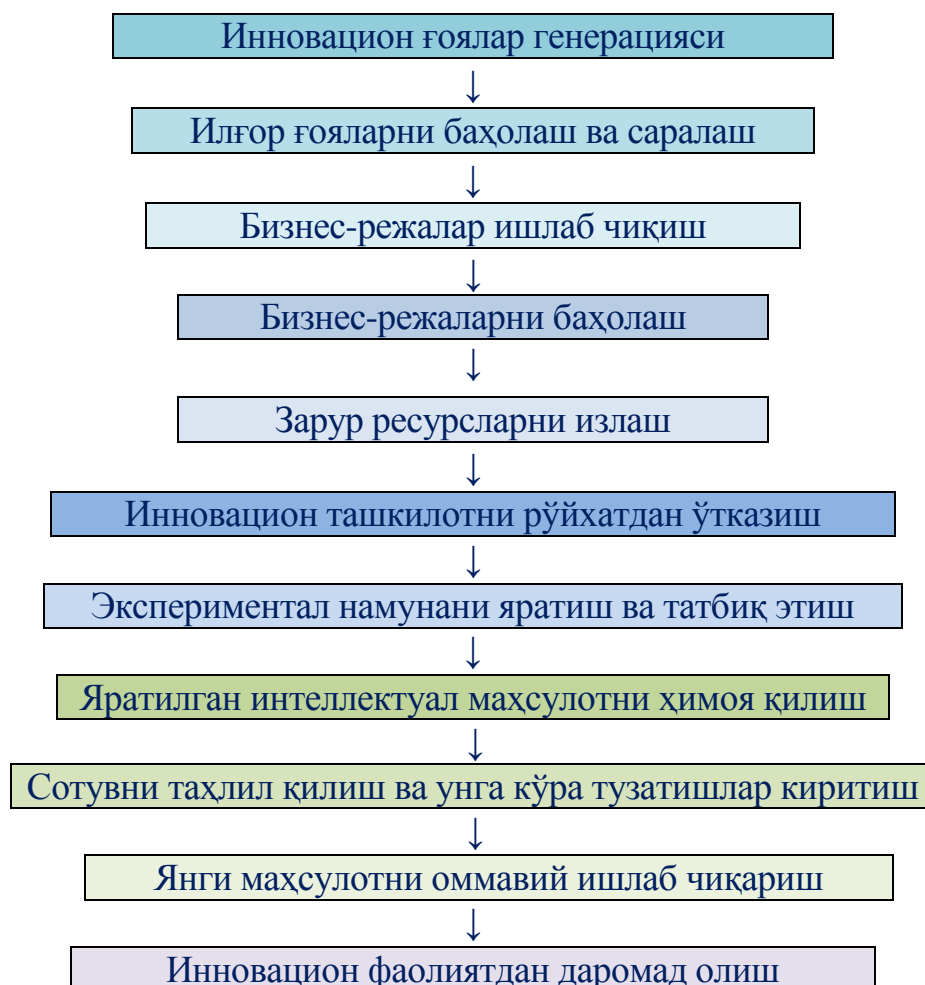 Инновацион ғоялар генерацияси
↓
Илғор ғояларни баҳолаш ва саралаш
↓
Бизнес-режалар ишлаб чиқиш
↓
Бизнес-режаларни баҳолаш
↓
Зарур ресурсларни излаш
↓
Инновацион ташкилотни рўйхатдан ўтказиш
↓
Экспериментал намунани яратиш ва татбиқ этиш
↓
Яратилган интеллектуал маҳсулотни ҳимоя қилиш
↓
Сотувни таҳлил қилиш ва унга кўра тузатишлар киритиш
↓
Янги маҳсулотни оммавий ишлаб чиқариш
↓
Инновацион фаолиятдан даромад олиш